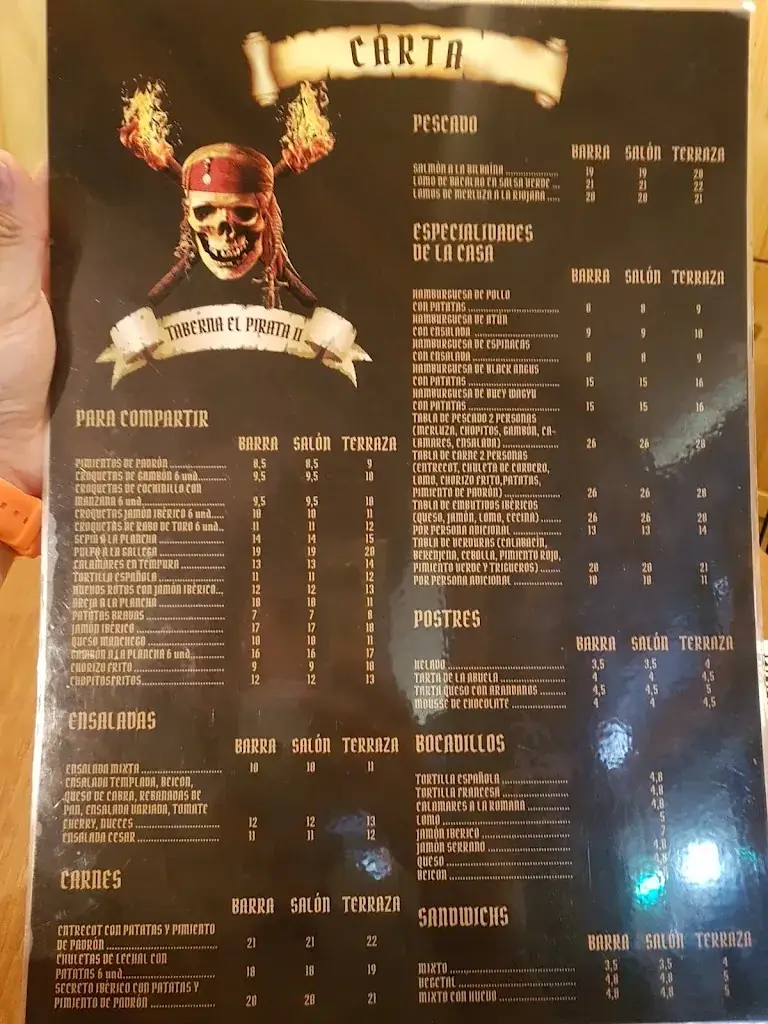 CARTA
TABERNA EL PIRATA II
PARA COMPARTIR
BARRA SALÓN TERRAZA
PIMIENTOS DE PADRÓN 8,5 8,5 9
CROQUETAS DE GAMBÓN 6 und. 9,5 9,5 10
CROQUETAS DE COCHINILLO CON
MANZANA 6 und. 9,5 9,5 10
CROQUETAS JAMÓN IBÉRICO 6 und. 10 10 11
CROQUETAS DE RABO DE TORO 6 und. 11 11 12
SEPIA A LA PLANCHA 14 14 15
PULPO A LA GALLEGA 19 19 20
CALAMARES EN TEMPURA 13 13 14
TORTILLA ESPAÑOLA 11 11 12
HUEVOS ROTOS CON JAMÓN IBÉRICO 12 12 13
OREJA A LA PLANCHA 10 10 11
PATATAS BRAVAS 7 7 8
JAMÓN IBÉRICO 17 17 18
QUESO MANCHEGO 10 10 11
GAMBÓN A LA PLANCHA 6 und. 16 16 17
CHORIZO FRITO 9 9 10
CHOPITOS FRITOS 12 12 13
ENSALADAS
BARRA SALÓN TERRAZA
ENSALADA MIXTA 10 10 11
ENSALADA TEMPLADA, BEICON,
QUESO DE CABRA, REBANADAS DE
PAN, ENSALADA VARIADA, TOMATE
CHERRY, NUECES 12 12 13
ENSALADA CESAR 11 11 12
CARNES
BARRA SALÓN TERRAZA
ENTRECOT CON PATATAS Y PIMIENTO
DE PADRÓN 21 21 22
CHULETAS DE LECHAL CON
PATATAS 6 und. 18 18 19
SECRETO IBÉRICO CON PATATAS Y
PIMIENTO DE PADRÓN 20 20 21
PESCADO
BARRA SALÓN TERRAZA
SALMÓN A LA BILBAÍNA 19 19 20
LOMO DE BACALAO EN SALSA VERDE 21 21 22
LOMOS DE MERLUZA A LA RIOJANA 20 20 21
ESPECIALIDADES
DE LA CASA
BARRA SALÓN TERRAZA
HAMBURGUESA DE POLLO
CON PATATAS 8 8 9
HAMBURGUESA DE ATÚN
CON ENSALADA 9 9 10
HAMBURGUESA DE ESPINACAS
CON ENSALADA 8 8 9
HAMBURGUESA DE BLACK ANGUS
CON PATATAS 15 15 16
HAMBURGUESA DE BUEY WAGYU
CON PATATAS 15 15 16
TABLA DE PESCADO 2 PERSONAS
(MERLUZA, CHOPITOS, GAMBÓN, CA-
LAMARES, ENSALADA) 26 26 28
TABLA DE CARNE 2 PERSONAS
(ENTRECOT, CHULETA DE CORDERO,
LOMO, CHORIZO FRITO, PATATAS,
PIMIENTO DE PADRÓN) 26 26 28
TABLA DE EMBUTIDOS IBÉRICOS
(QUESO, JAMÓN, LOMO, CECINA) 26 26 28
POR PERSONA ADICIONAL 13 13 14
TABLA DE VERDURAS (CALABACÍN,
BERENJENA, CEBOLLA, PIMIENTO ROJO,
PIMIENTO VERDE Y TRIGUEROS) 20 20 21
POR PERSONA ADICIONAL 10 10 11
POSTRES
BARRA SALÓN TERRAZA
HELADO 3,5 3,5 4
TARTA DE LA ABUELA 4 4 4,5
TARTA QUESO CON ARANDANOS 4,5 4,5 5
MOUSSE DE CHOCOLATE 4 4 4,5
BOCADILLOS
TORTILLA ESPAÑOLA 4,8
TORTILLA FRANCESA 4,8
CALAMARES A LA ROMANA 4,8
LOMO 5
JAMÓN IBÉRICO 7
JAMÓN SERRANO 4,8
QUESO 4,8
BEICON
SANDWICHS
BARRA SALÓN TERRAZA
MIXTO 3,5 3,5 4
VEGETAL 4,8 4,8 5
MIXTO CON HUEVO 4,8 4,8 5